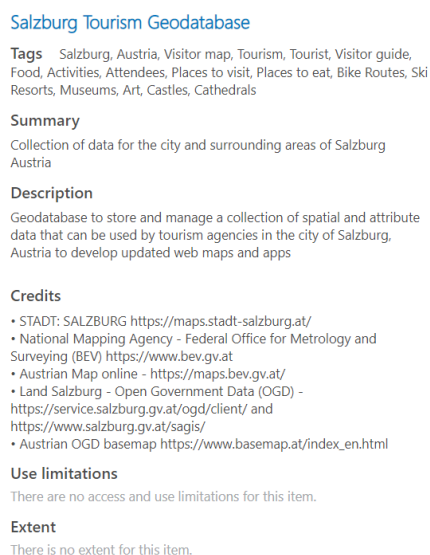 Salzburg Tourism Geodatabase
Tags Salzburg, Austria, Visitor map, Tourism, Tourist, Visitor guide,
Food, Activities, Attendees, Places to visit, Places to eat, Bike Routes, Ski
Resorts, Museums, Art, Castles, Cathedrals
Summary
Collection of data for the city and surrounding areas of Salzburg
Austria
Description
Geodatabase to store and manage a collection of spatial and attribute
data that can be used by tourism agencies in the city of Salzburg,
Austria to develop updated web maps and apps
Credits
• STADT: SALZBURG https://maps.stadt-salzburg.at/
• National Mapping Agency - Federal Office for Metrology and
Surveying (BEV) https://www.bev.gv.at
• Austrian Map online - https://maps.bev.gv.at/
• Land Salzburg - Open Government Data (OGD) -
https://service.salzburg.gv.at/ogd/client/ and
https://www.salzburg.gv.at/sagis/
• Austrian OGD basemap https://www.basemap.at/index_en.html
Use limitations
There are no access and use limitations for this item.
Extent
There is no extent for this item.